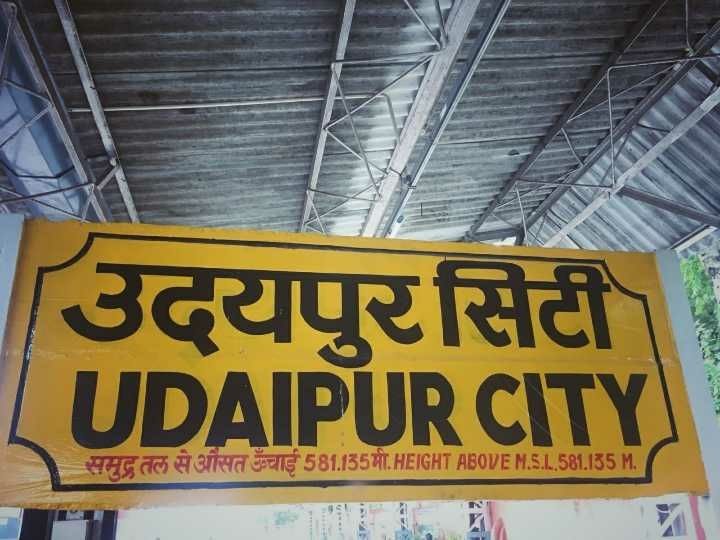 उदयपुर सिटी
UDAIPUR CITY
समुद्र तल से औसत ऊँचाई 581.135 मी. HEIGHT ABOVE M.S.L. 581.135 M.